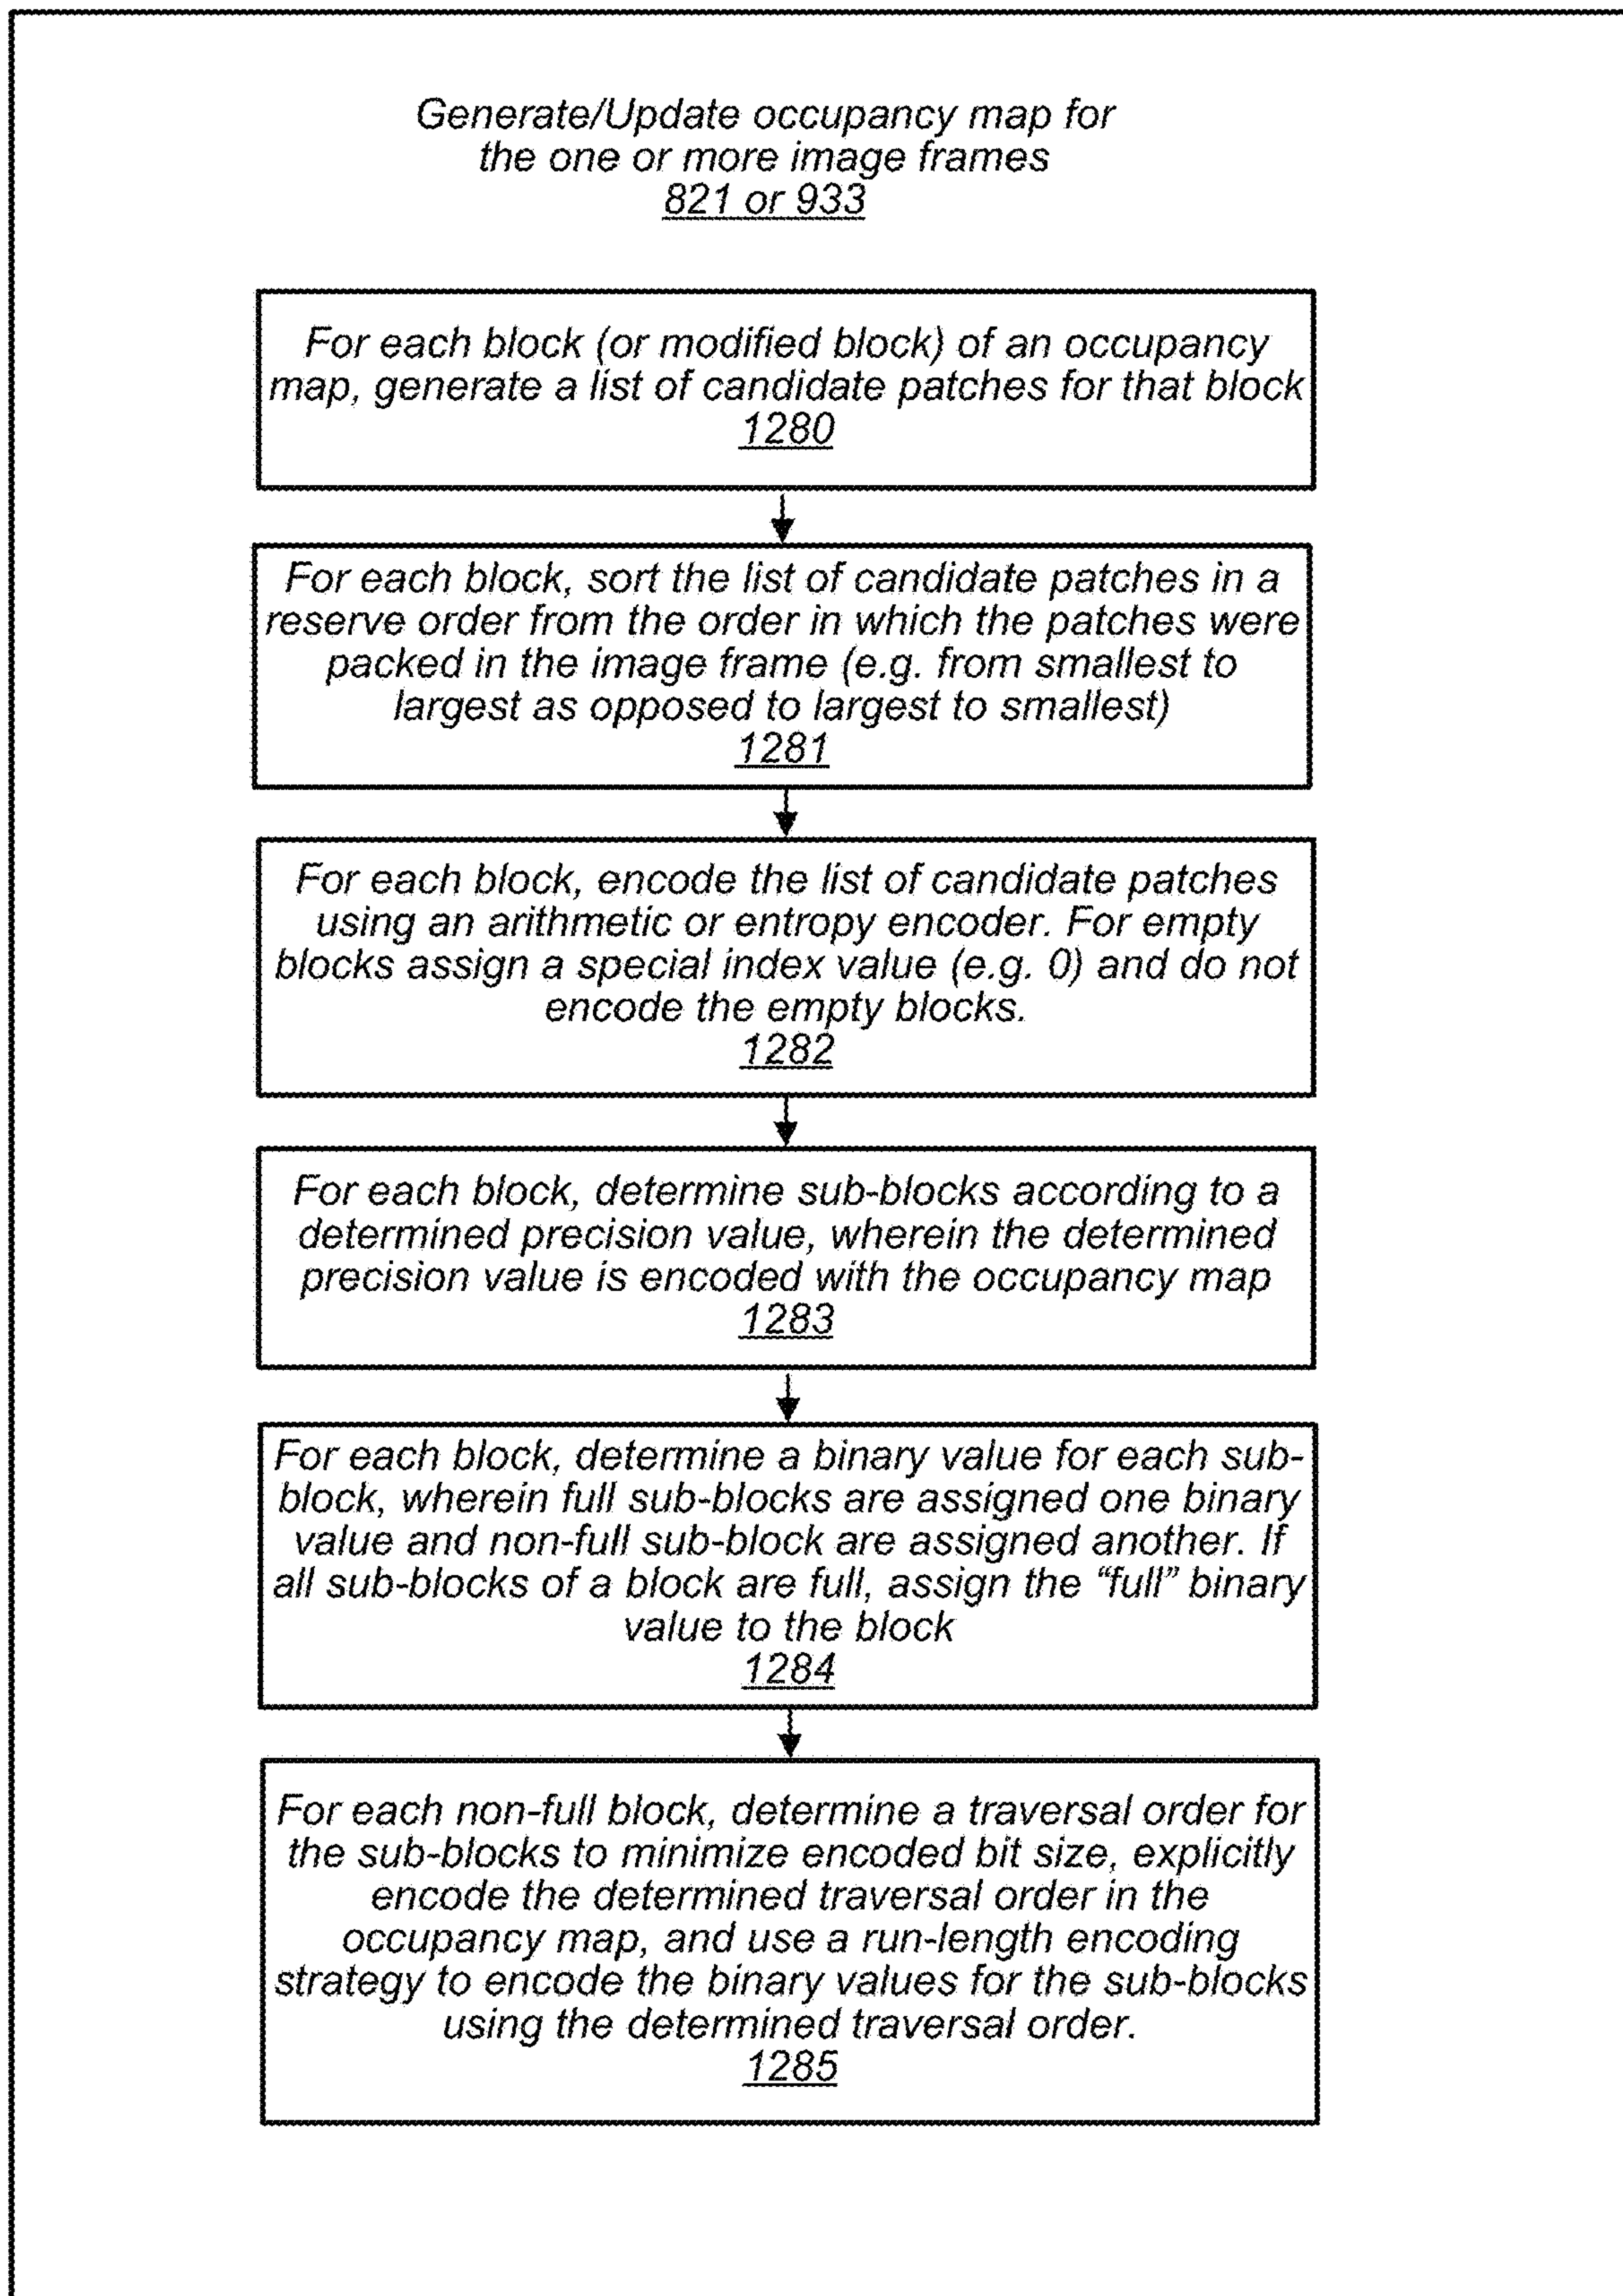 Generate/Update occupancy map for
the one or more image frames
821 or 933
For each block (or modified block) of an occupancy
map, generate a list of candidate patches for that block
1280
For each block, sort the list of candidate patches in a
reserve order from the order in which the patches were
packed in the image frame (e.g. from smallest to
largest as opposed to largest to smallest)
1281
For each block, encode the list of candidate patches
using an arithmetic or entropy encoder. For empty
blocks assign a special index value (e.g. 0) and do not
encode the empty blocks.
1282
For each block, determine sub-blocks according to a
determined precision value, wherein the determined
precision value is encoded with the occupancy map
1283
For each block, determine a binary value for each sub-
block, wherein full sub-blocks are assigned one binary
value and non-full sub-block are assigned another. If
all sub-blocks of a block are full, assign the “full” binary
value to the block
1284
For each non-full block, determine a traversal order for
the sub-blocks to minimize encoded bit size, explicitly
encode the determined traversal order in the
occupancy map, and use a run-length encoding
strategy to encode the binary values for the sub-blocks
using the determined traversal order.
1285